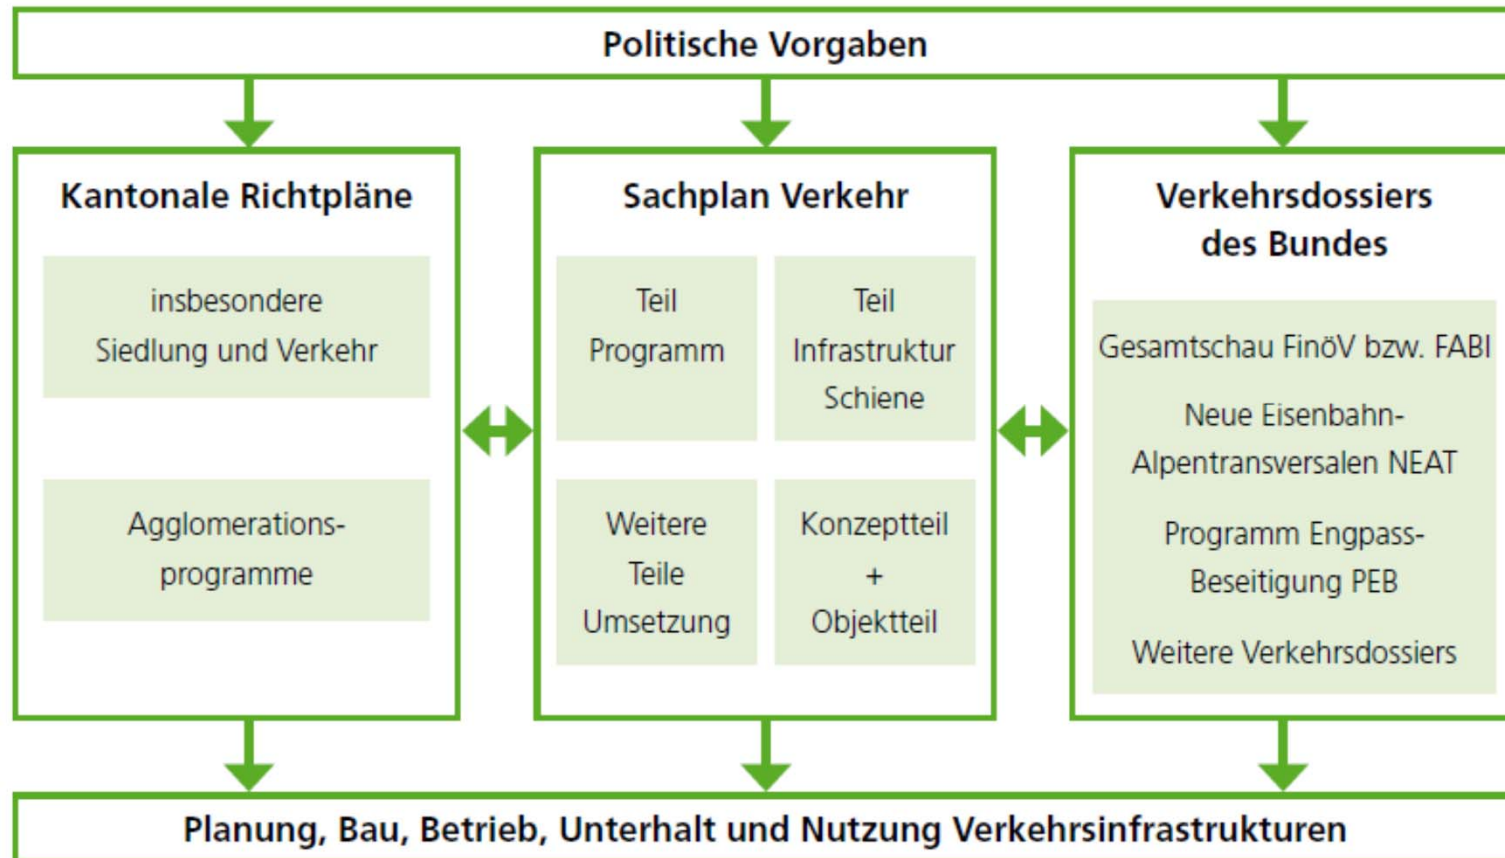 Politische Vorgaben
Kantonale Richtpläne
insbesondere
Siedlung und Verkehr
Agglomerations-
programme
Sachplan Verkehr
Teil
Programm
Teil
Infrastruktur
Schiene
Weitere
Teile
Umsetzung
Konzeptteil
+
Objektteil
Verkehrsdossiers
des Bundes
Gesamtschau FinöV bzw. FABI
Neue Eisenbahn-
Alpentransversalen NEAT
Programm Engpass-
Beseitigung PEB
Weitere Verkehrsdossiers
Planung, Bau, Betrieb, Unterhalt und Nutzung Verkehrsinfrastrukturen